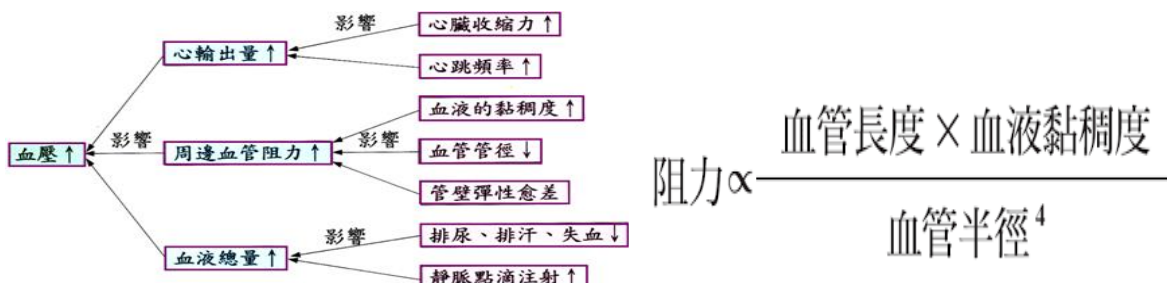 影響
心臟收縮力↑
心輸出量↑
心跳頻率↑
血液的黏稠度↑
血壓↑
影響
周邊血管阻力↑
影響
血管管徑↓
管壁彈性愈差
影響
排尿、排汗、失血↓
血液總量↑
靜脈點滴注射↑
阻力∝
血管長度×血液黏稠度
血管半徑⁴